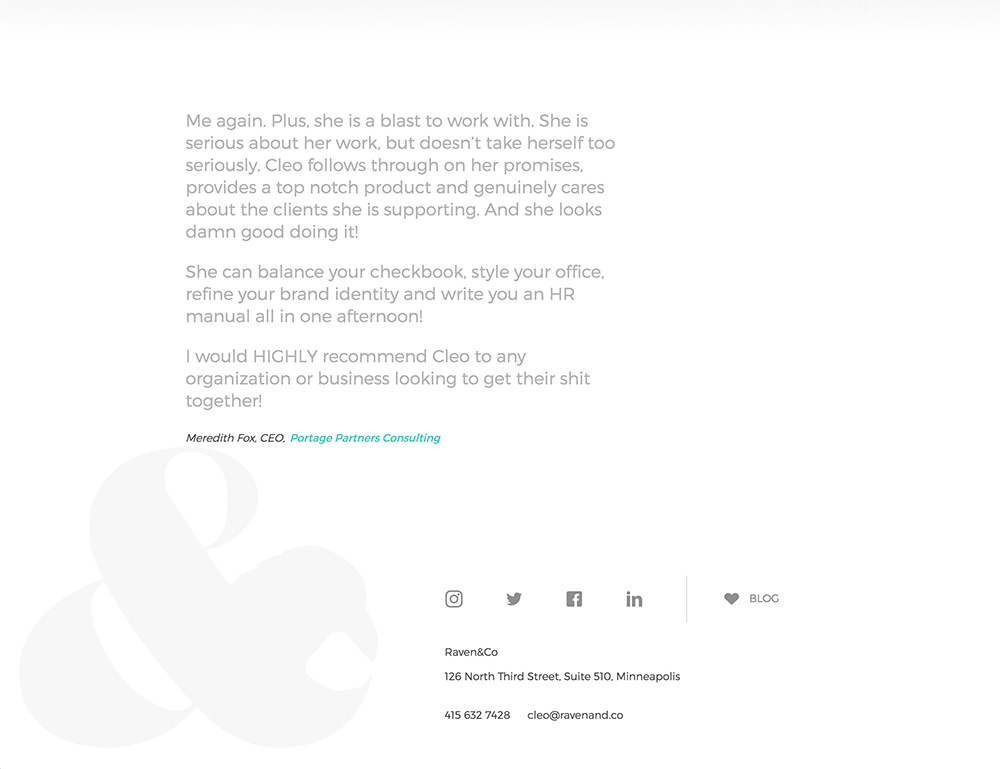 Me again. Plus, she is a blast to work with. She is
serious about her work, but doesn't take herself too
seriously. Cleo follows through on her promises,
provides a top notch product and genuinely cares
about the clients she is supporting. And she looks
damn good doing it!
She can balance your checkbook, style your office,
refine your brand identity and write you an HR
manual all in one afternoon!
I would HIGHLY recommend Cleo to any
organization or business looking to get their shit
together!
Meredith Fox, CEO, Portage Partners Consulting
&
in
BLOG
Raven&Co
126 North Third Street, Suite 510, Minneapolis
415 632 7428 cleo@ravenand.co